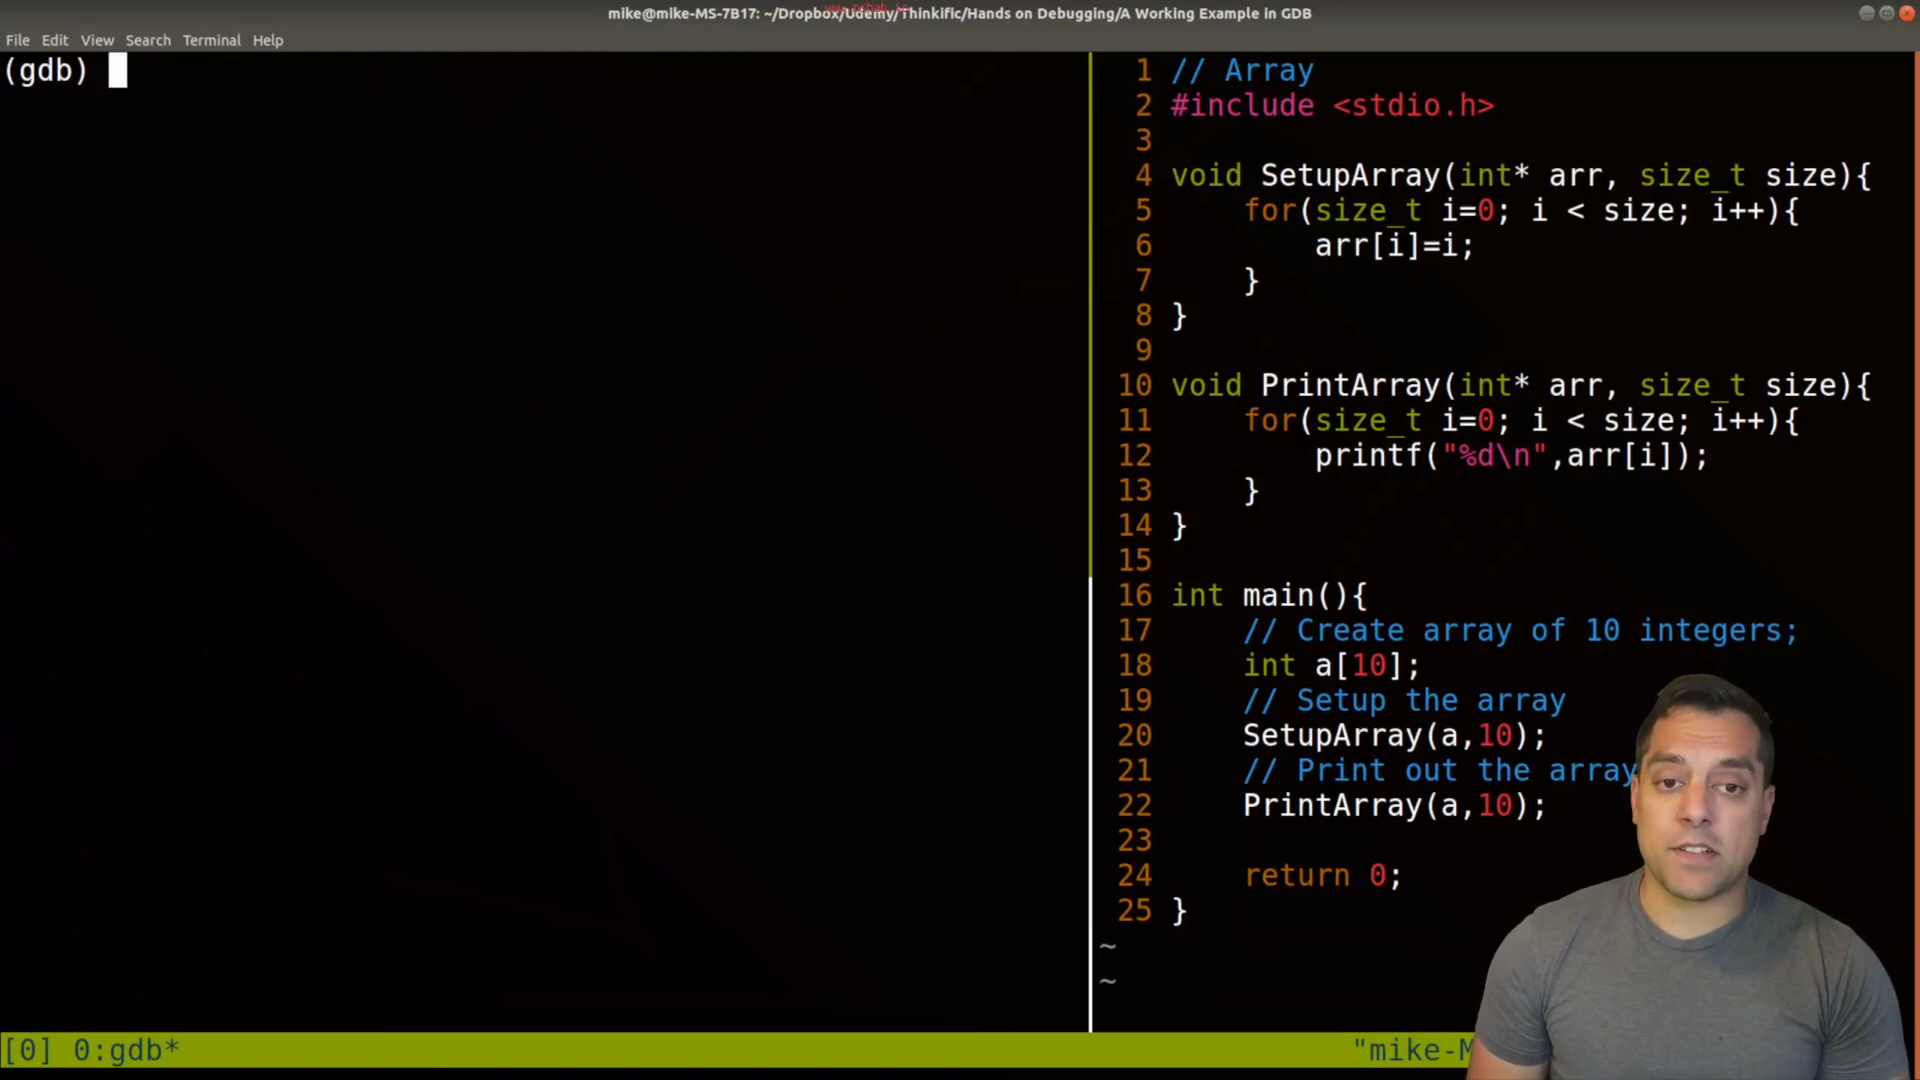 mike@mike-MS-7B17: ~/Dropbox/Udemy/Thinkific/Hands on Debugging/A Working Example in GDB
File Edit View Search Terminal Help
(gdb)
1 // Array
2 #include <stdio.h>
3
4 void SetupArray(int* arr, size_t size){
5 for(size_t i=0; i < size; i++){
6 arr[i]=i;
7 }
8 }
9
10 void PrintArray(int* arr, size_t size){
11 for(size_t i=0; i < size; i++){
12 printf("%d\n",arr[i]);
13 }
14 }
15
16 int main(){
17 // Create array of 10 integers;
18 int a[10];
19 // Setup the array
20 SetupArray(a,10);
21 // Print out the array
22 PrintArray(a,10);
23
24 return 0;
25 }
~
~
[0] 0:gdb* "mike-M